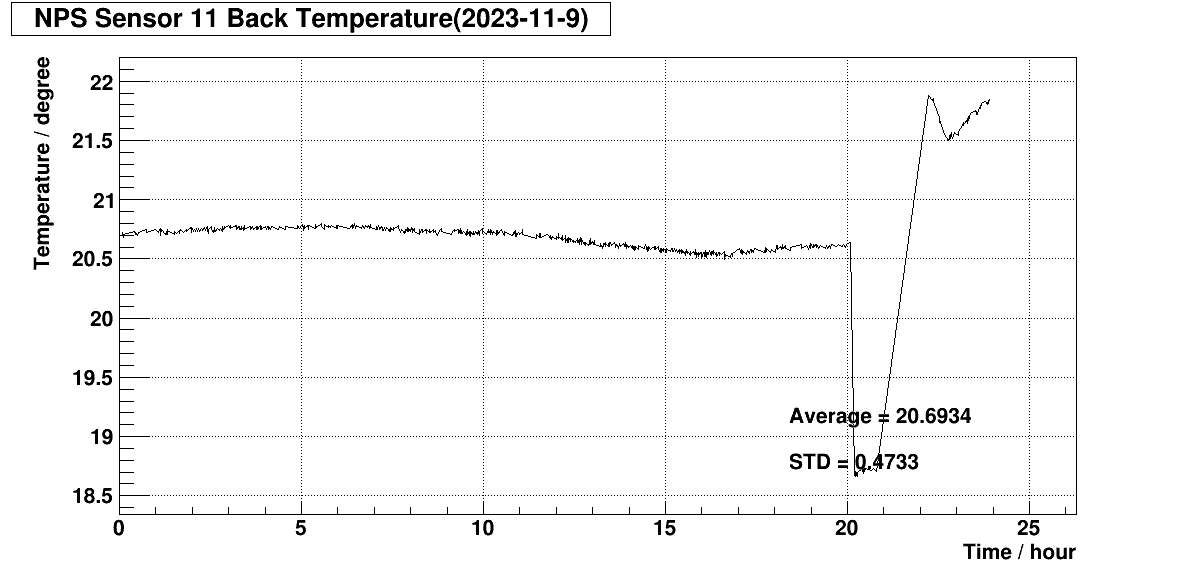 NPS Sensor 11 Back Temperature(2023-11-9)
Temperature / degree
22
21.5
21
20.5
20
19.5
19
18.5
Average = 20.6934
STD = 0.4733
0 5 10 15 20 25
Time / hour